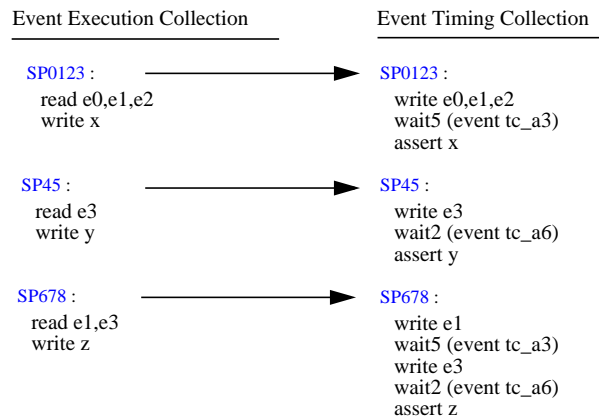 Event Execution Collection
Event Timing Collection
SP0123 :
read e0,e1,e2
write x
SP0123 :
write e0,e1,e2
wait5 (event tc_a3)
assert x
SP45 :
read e3
write y
SP45 :
write e3
wait2 (event tc_a6)
assert y
SP678 :
read e1,e3
write z
SP678 :
write e1
wait5 (event tc_a3)
write e3
wait2 (event tc_a6)
assert z